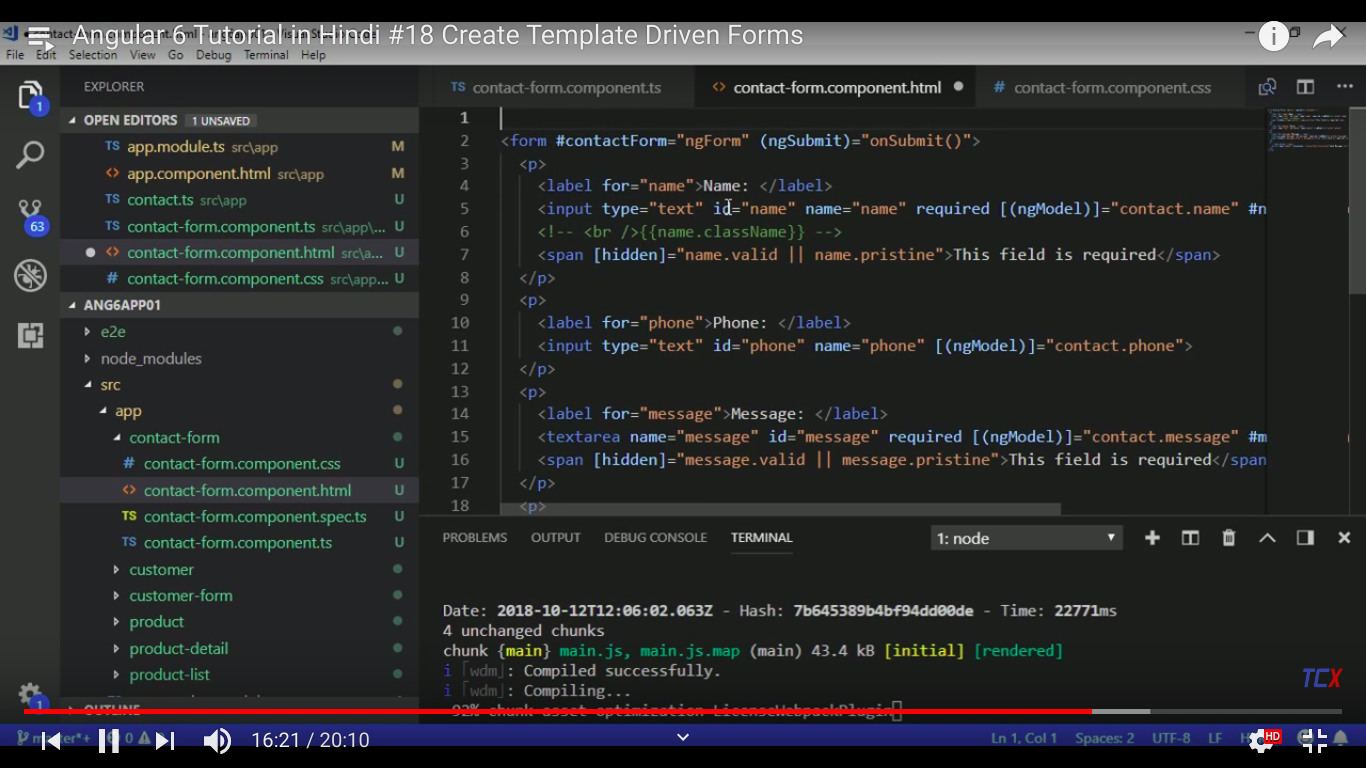 Angular 6 Tutorial in Hindi #18 Create Template Driven Forms
File Edit Selection View Go Debug Terminal Help
EXPLORER
OPEN EDITORS 1 UNSAVED
TS app.module.ts src\app M
<> app.component.html src\app M
TS contact.ts src\app U
TS contact-form.component.ts src\app\... U
<> contact-form.component.html src\a... U
# contact-form.component.css src\app... U
ANG6APP01
e2e
node_modules
src
app
contact-form
# contact-form.component.css U
<> contact-form.component.html U
TS contact-form.component.spec.ts U
TS contact-form.component.ts U
customer
customer-form
product
product-detail
product-list
OUTLINE
1
63
1
TS contact-form.component.ts <> contact-form.component.html # contact-form.component.css
1
2 <form #contactForm="ngForm" (ngSubmit)="onSubmit()">
3 <p>
4 <label for="name">Name: </label>
5 <input type="text" id="name" name="name" required [(ngModel)]="contact.name" #n
6 <!-- <br />{{name.className}} -->
7 <span [hidden]="name.valid || name.pristine">This field is required</span>
8 </p>
9 <p>
10 <label for="phone">Phone: </label>
11 <input type="text" id="phone" name="phone" [(ngModel)]="contact.phone">
12 </p>
13 <p>
14 <label for="message">Message: </label>
15 <textarea name="message" id="message" required [(ngModel)]="contact.message" #m
16 <span [hidden]="message.valid || message.pristine">This field is required</span
17 </p>
18 <p>
PROBLEMS OUTPUT DEBUG CONSOLE TERMINAL 1: node
Date: 2018-10-12T12:06:02.063Z - Hash: 7b645389b4bf94dd00de - Time: 22771ms
4 unchanged chunks
chunk {main} main.js, main.js.map (main) 43.4 kB [initial] [rendered]
i ｢wdm｣: Compiled successfully.
i ｢wdm｣: Compiling...
92% chunk asset optimization LicenseWebpackPlugin
TCX
16:21 / 20:10
Ln 1, Col 1 Spaces: 2 UTF-8 LF
HD